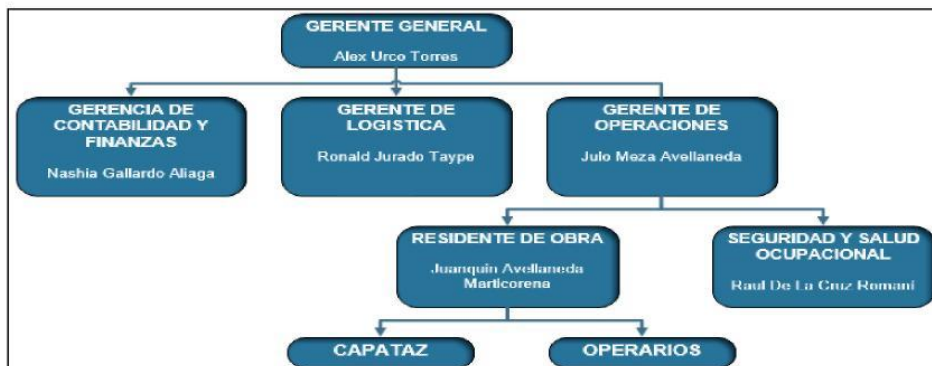 GERENTE GENERAL
Alex Urco Torres
GERENCIA DE
CONTABILIDAD Y
FINANZAS
Nashia Gallardo Aliaga
GERENTE DE
LOGISTICA
Ronald Jurado Taype
GERENTE DE
OPERACIONES
Julo Meza Avellaneda
RESIDENTE DE OBRA
Juanquín Avellaneda
Marticorena
SEGURIDAD Y SALUD
OCUPACIONAL
Raul De La Cruz Romaní
CAPATAZ
OPERARIOS